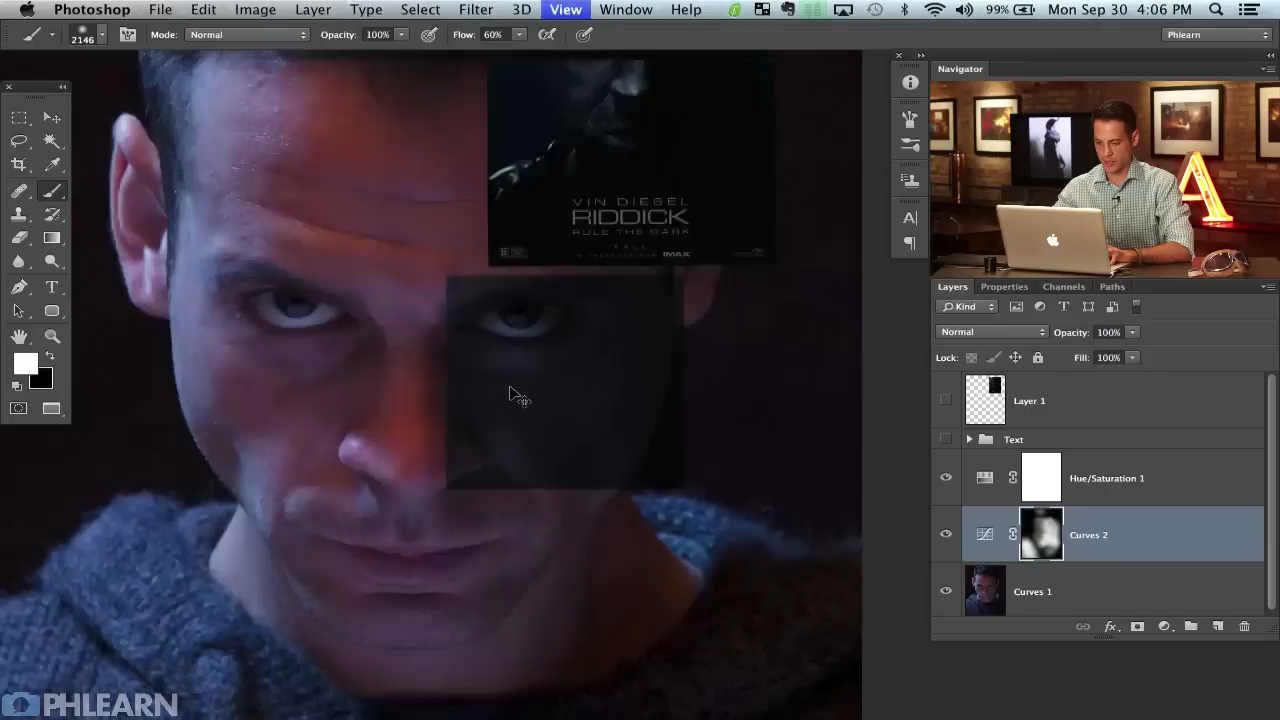 Photoshop File Edit Image Layer Type Select Filter 3D View Window Help 99% Mon Sep 30 4:06 PM
2146 Mode: Normal Opacity: 100% Flow: 60% Phlearn
Navigator
VIN DIESEL
RIDDICK
RULE THE DARK
FALL
IMAX
A
Layers Properties Channels Paths
Kind T
Normal Opacity: 100%
Lock: Fill: 100%
Layer 1
Text
Hue/Saturation 1
Curves 2
Curves 1
fx
PHLEARN